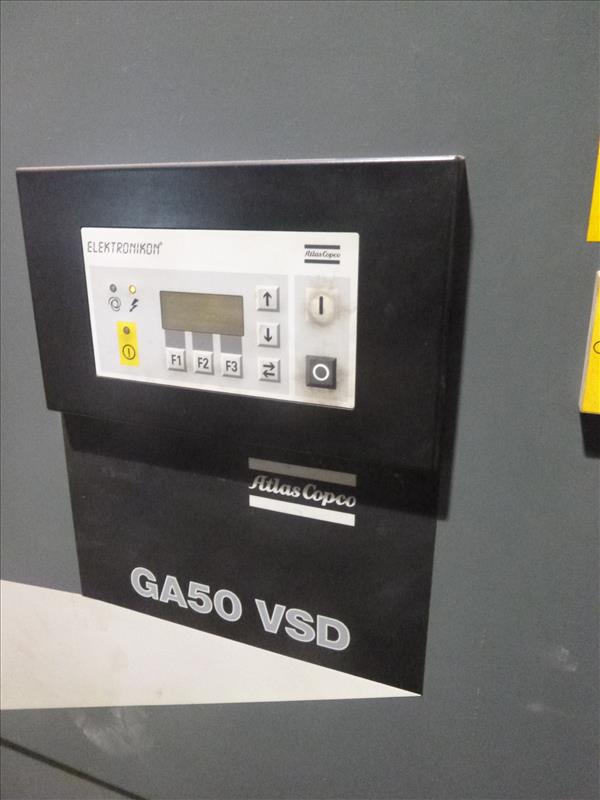 ELEKTRONIKON®
Atlas Copco
F1 F2 F3
Atlas Copco
GA50 VSD